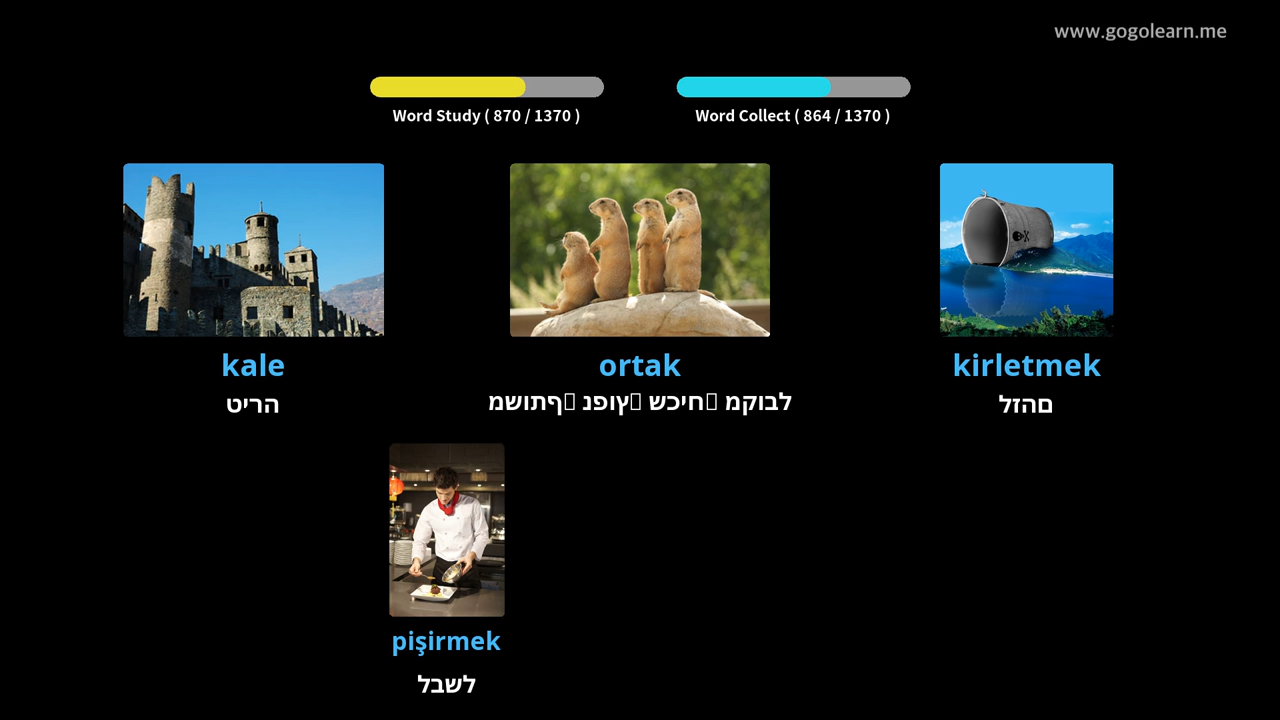 www.gogolearn.me
Word Study ( 870 / 1370 )
Word Collect ( 864 / 1370 )
kale
טירה
ortak
משותף נפוץ שכיח מקובל
kirletmek
לזהם
pişirmek
לבשל